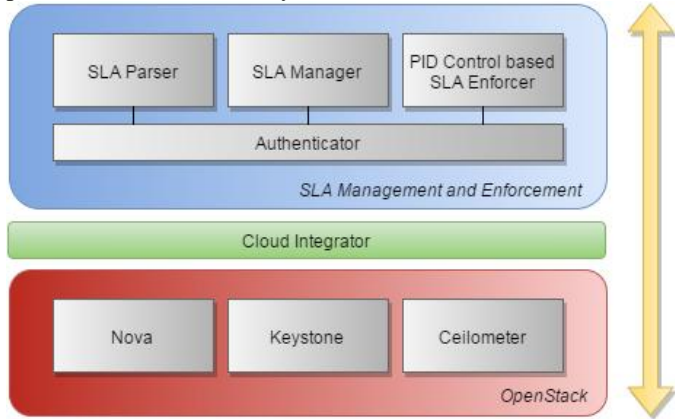 SLA Parser
SLA Manager
PID Control based
SLA Enforcer
Authenticator
SLA Management and Enforcement
Cloud Integrator
Nova
Keystone
Ceilometer
OpenStack